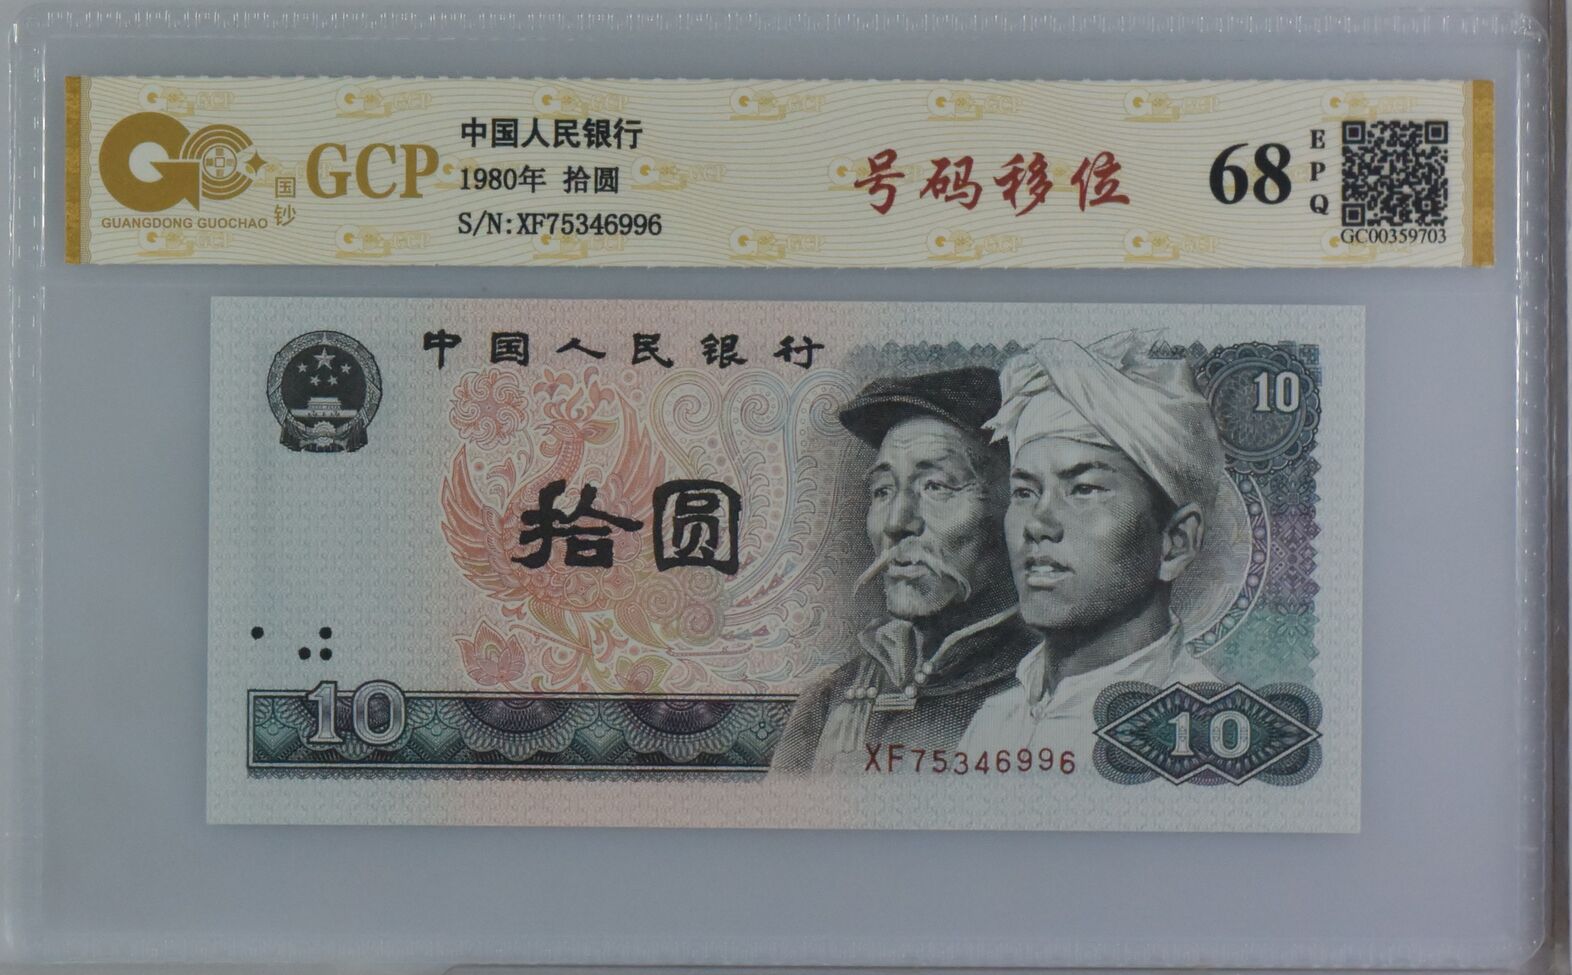 GUANGDONG GUOCHAO
国钞
GCP
中国人民银行
1980年 拾圆
S/N:XF75346996
号码移位
68
EPQ
GC00359703
中国人民银行
10
拾圆
10
XF75346996
10